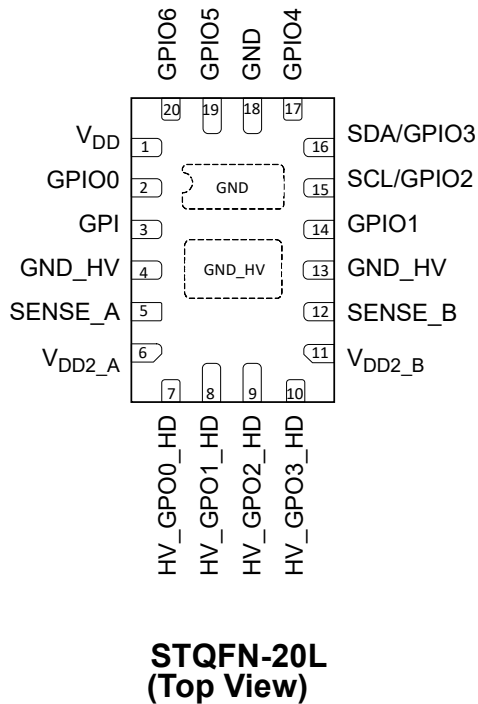 GPIO6
GPIO5
GND
GPIO4
20
19
18
17
VDD
1
16
SDA/GPIO3
GPIO0
2
GND
15
SCL/GPIO2
GPI
3
14
GPIO1
GND_HV
4
GND_HV
13
GND_HV
SENSE_A
5
12
SENSE_B
VDD2_A
6
11
VDD2_B
7
8
9
10
HV_GPO0_HD
HV_GPO1_HD
HV_GPO2_HD
HV_GPO3_HD
STQFN-20L
(Top View)